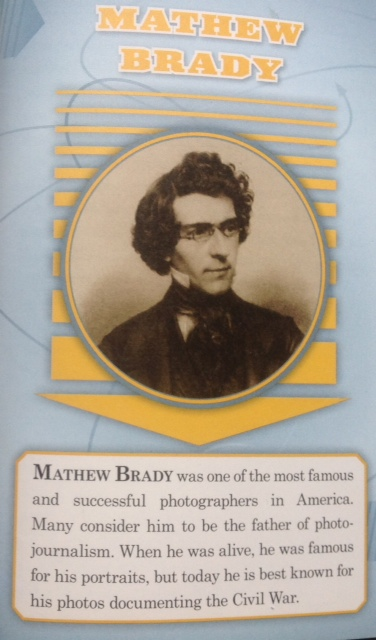 MATHEW
BRADY
MATHEW BRADY was one of the most famous
and successful photographers in America.
Many consider him to be the father of photo-
journalism. When he was alive, he was famous
for his portraits, but today he is best known for
his photos documenting the Civil War.